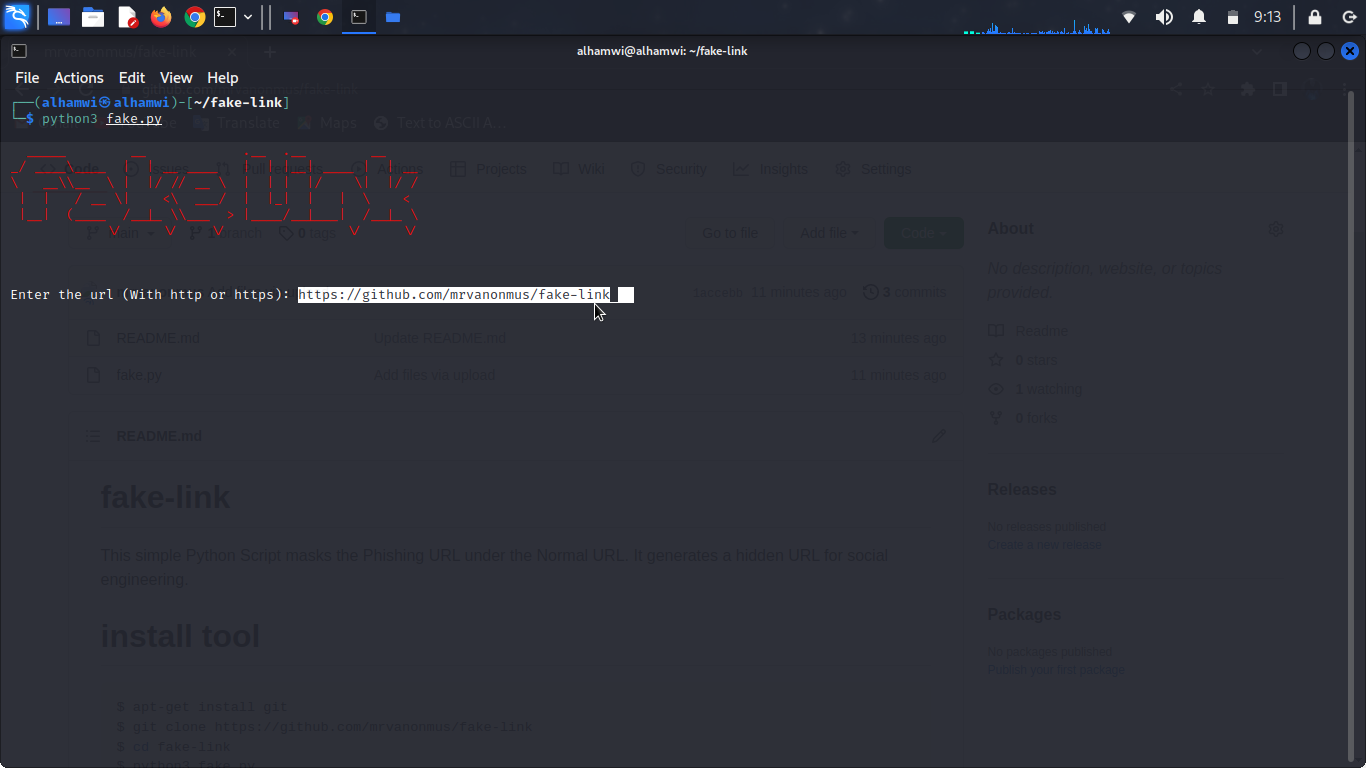 9:13
mrvanonmus/fake-link
alhamwi@alhamwi: ~/fake-link
File Actions Edit View Help
github.com/mrvanonmus/fake-link
(alhamwi㉿alhamwi)-[~/fake-link]
$ python3 fake.py
Translate Maps Text to ASCII A...
Code Issues Pull requests Actions Projects Wiki Security Insights Settings
Fake Link
main 1 branch 0 tags Go to file Add file Code About
No description, website, or topics
provided.
Enter the url (With http or https): https://github.com/mrvanonmus/fake-link
11 minutes ago 3 commits
README.md Update README.md 13 minutes ago
fake.py Add files via upload 11 minutes ago
Readme
0 stars
1 watching
0 forks
README.md
fake-link
This simple Python Script masks the Phishing URL under the Normal URL. It generates a hidden URL for social
engineering
Releases
No releases published
Create a new release
install tool
Packages
No packages published
Publish your first package
$ apt-get install git
$ git clone https://github.com/mrvanonmus/fake-link
$ cd fake-link
$ python3 fake.py